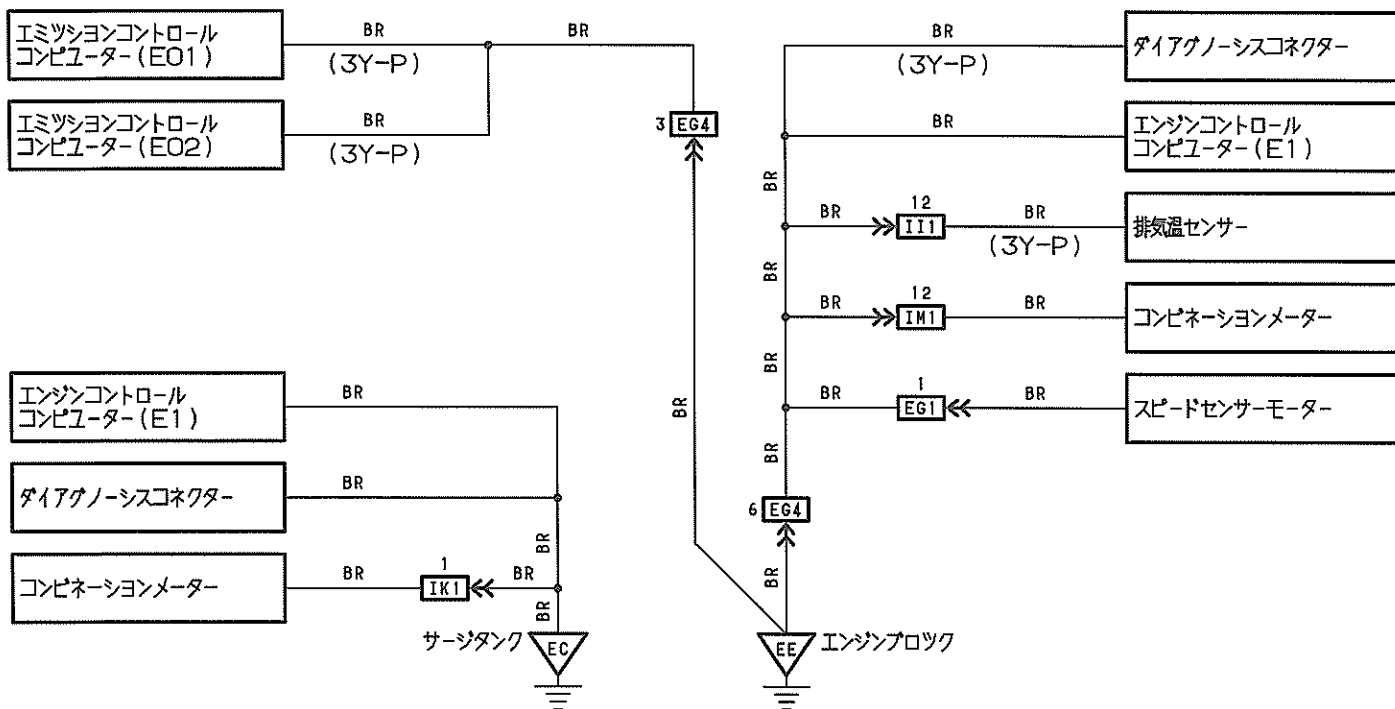 エミッションコントロール
コンピューター(E01)
BR
(3Y-P)
BR
エミッションコントロール
コンピューター(E02)
BR
(3Y-P)
3 EG4
BR
エンジンコントロール
コンピューター(E1)
BR
ダイアグノーシスコネクター
BR
BR
コンビネーションメーター
BR
1
IK1
BR
BR
サージタンク
EC
BR
(3Y-P)
ダイアグノーシスコネクター
BR
エンジンコントロール
コンピューター(E1)
BR
BR
12
II1
BR
(3Y-P)
排気温センサー
BR
BR
12
IM1
BR
コンビネーションメーター
BR
BR
1
EG1
BR
スピードセンサーモーター
BR
6 EG4
BR
EE
エンジンブロック